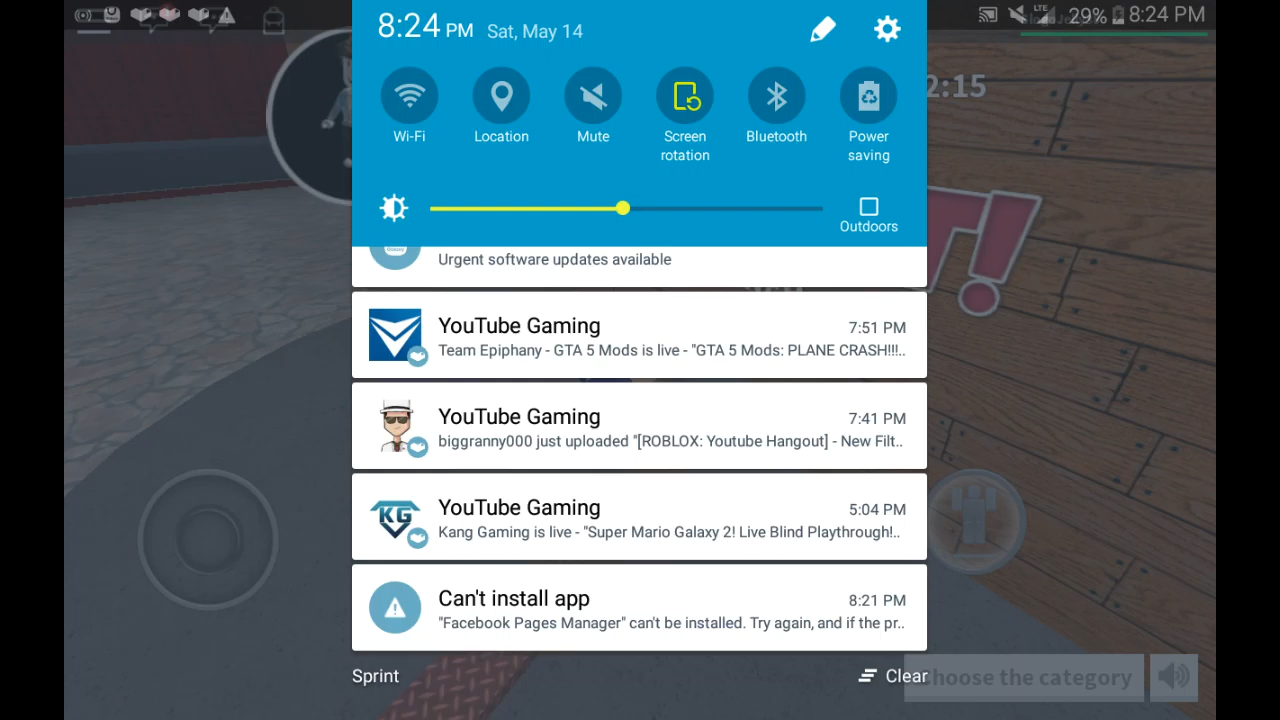 8:24 PM Sat, May 14
LTE 29% 8:24 PM
2:15
Wi-Fi
Location
Mute
Screen
rotation
Bluetooth
Power
saving
Outdoors
Urgent software updates available
YouTube Gaming 7:51 PM
Team Epiphany - GTA 5 Mods is live - "GTA 5 Mods: PLANE CRASH!!!..
YouTube Gaming 7:41 PM
biggranny000 just uploaded "[ROBLOX: Youtube Hangout] - New Filt..
KG
YouTube Gaming 5:04 PM
Kang Gaming is live - "Super Mario Galaxy 2! Live Blind Playthrough!..
Can't install app 8:21 PM
"Facebook Pages Manager" can't be installed. Try again, and if the pr..
Sprint
Clear
hoose the category